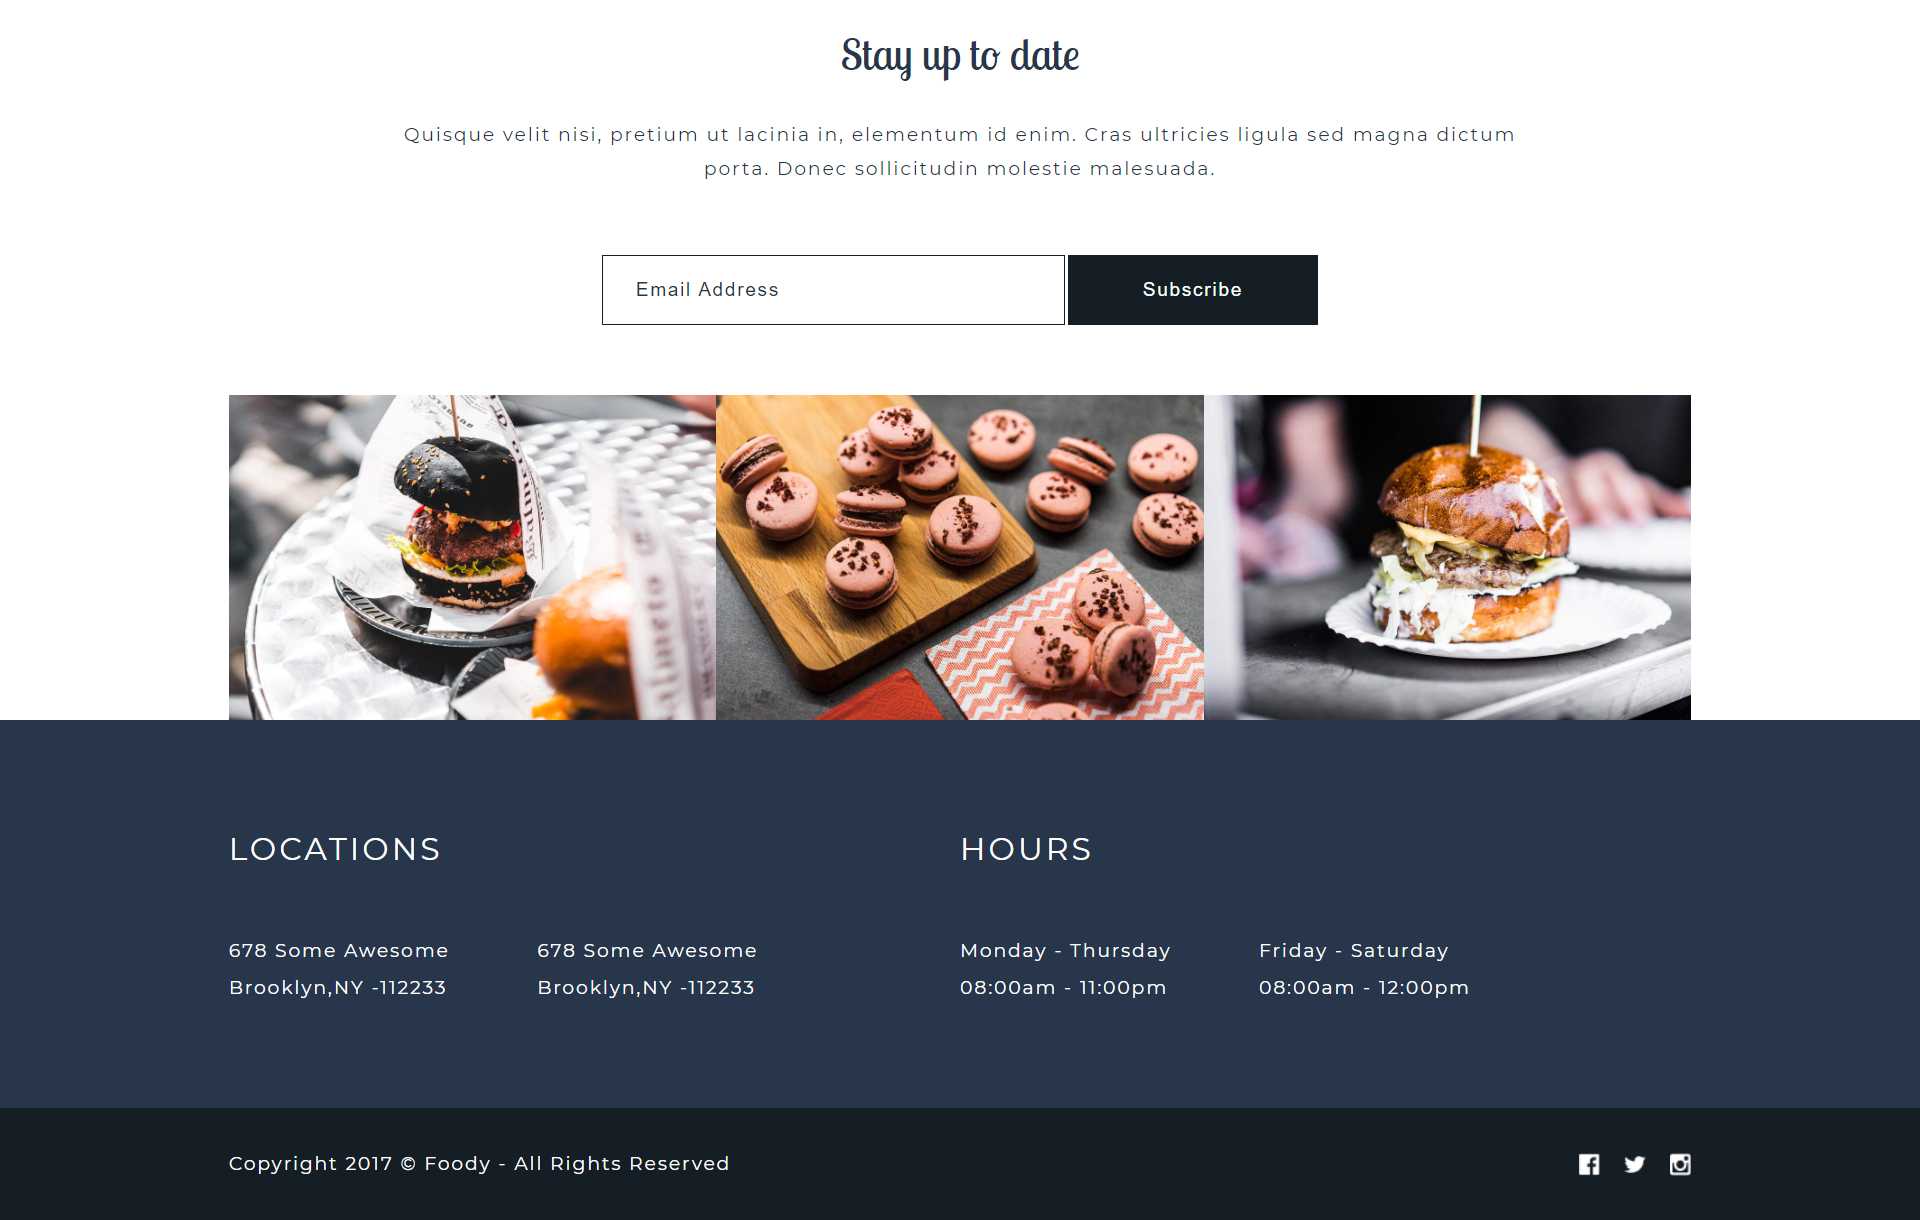 Stay up to date
Quisque velit nisi, pretium ut lacinia in, elementum id enim. Cras ultricies ligula sed magna dictum
porta. Donec sollicitudin molestie malesuada.
Email Address
Subscribe
LOCATIONS
HOURS
678 Some Awesome
Brooklyn,NY -112233
678 Some Awesome
Brooklyn,NY -112233
Monday - Thursday
08:00am - 11:00pm
Friday - Saturday
08:00am - 12:00pm
Copyright 2017 © Foody - All Rights Reserved